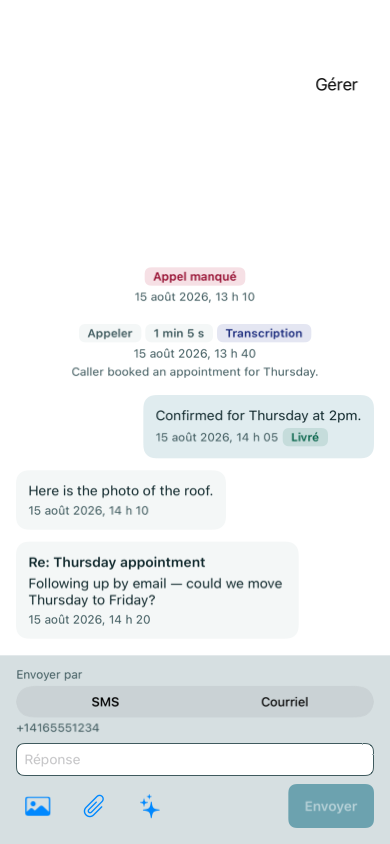 Gérer
Appel manqué
15 août 2026, 13 h 10
Appeler 1 min 5 s Transcription
15 août 2026, 13 h 40
Caller booked an appointment for Thursday.
Confirmed for Thursday at 2pm.
15 août 2026, 14 h 05 Livré
Here is the photo of the roof.
15 août 2026, 14 h 10
Re: Thursday appointment
Following up by email — could we move
Thursday to Friday?
15 août 2026, 14 h 20
Envoyer par
SMS Courriel
+14165551234
Réponse
Envoyer